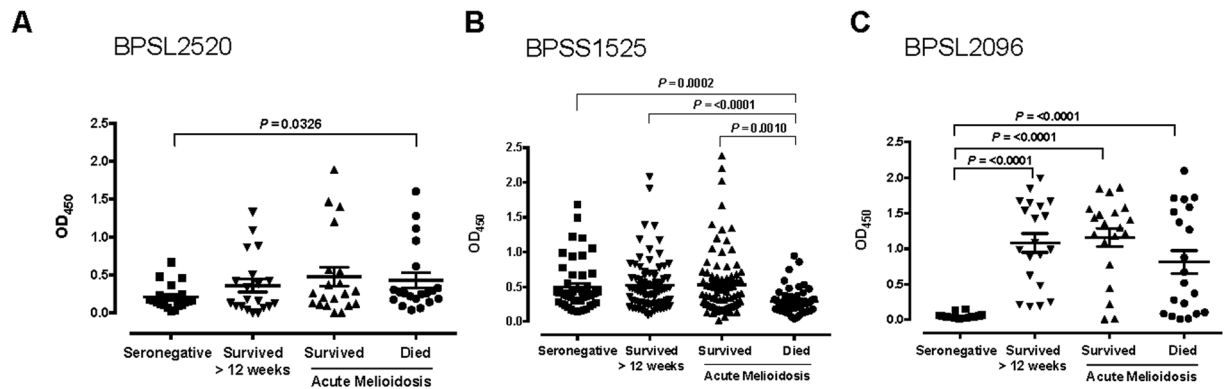 A
BPSL2520
P = 0.0326
2.5
2.0
1.5
1.0
0.5
0.0
OD450
Seronegative
Survived
> 12 weeks
Survived
Died
Acute Melioidosis
B
BPSS1525
P = 0.0002
P = <0.0001
P = 0.0010
2.5
2.0
1.5
1.0
0.5
0.0
OD450
Seronegative
Survived
> 12 weeks
Survived
Died
Acute Melioidosis
C
BPSL2096
P = <0.0001
P = <0.0001
P = <0.0001
2.5
2.0
1.5
1.0
0.5
0.0
OD450
Seronegative
Survived
> 12 weeks
Survived
Died
Acute Melioidosis